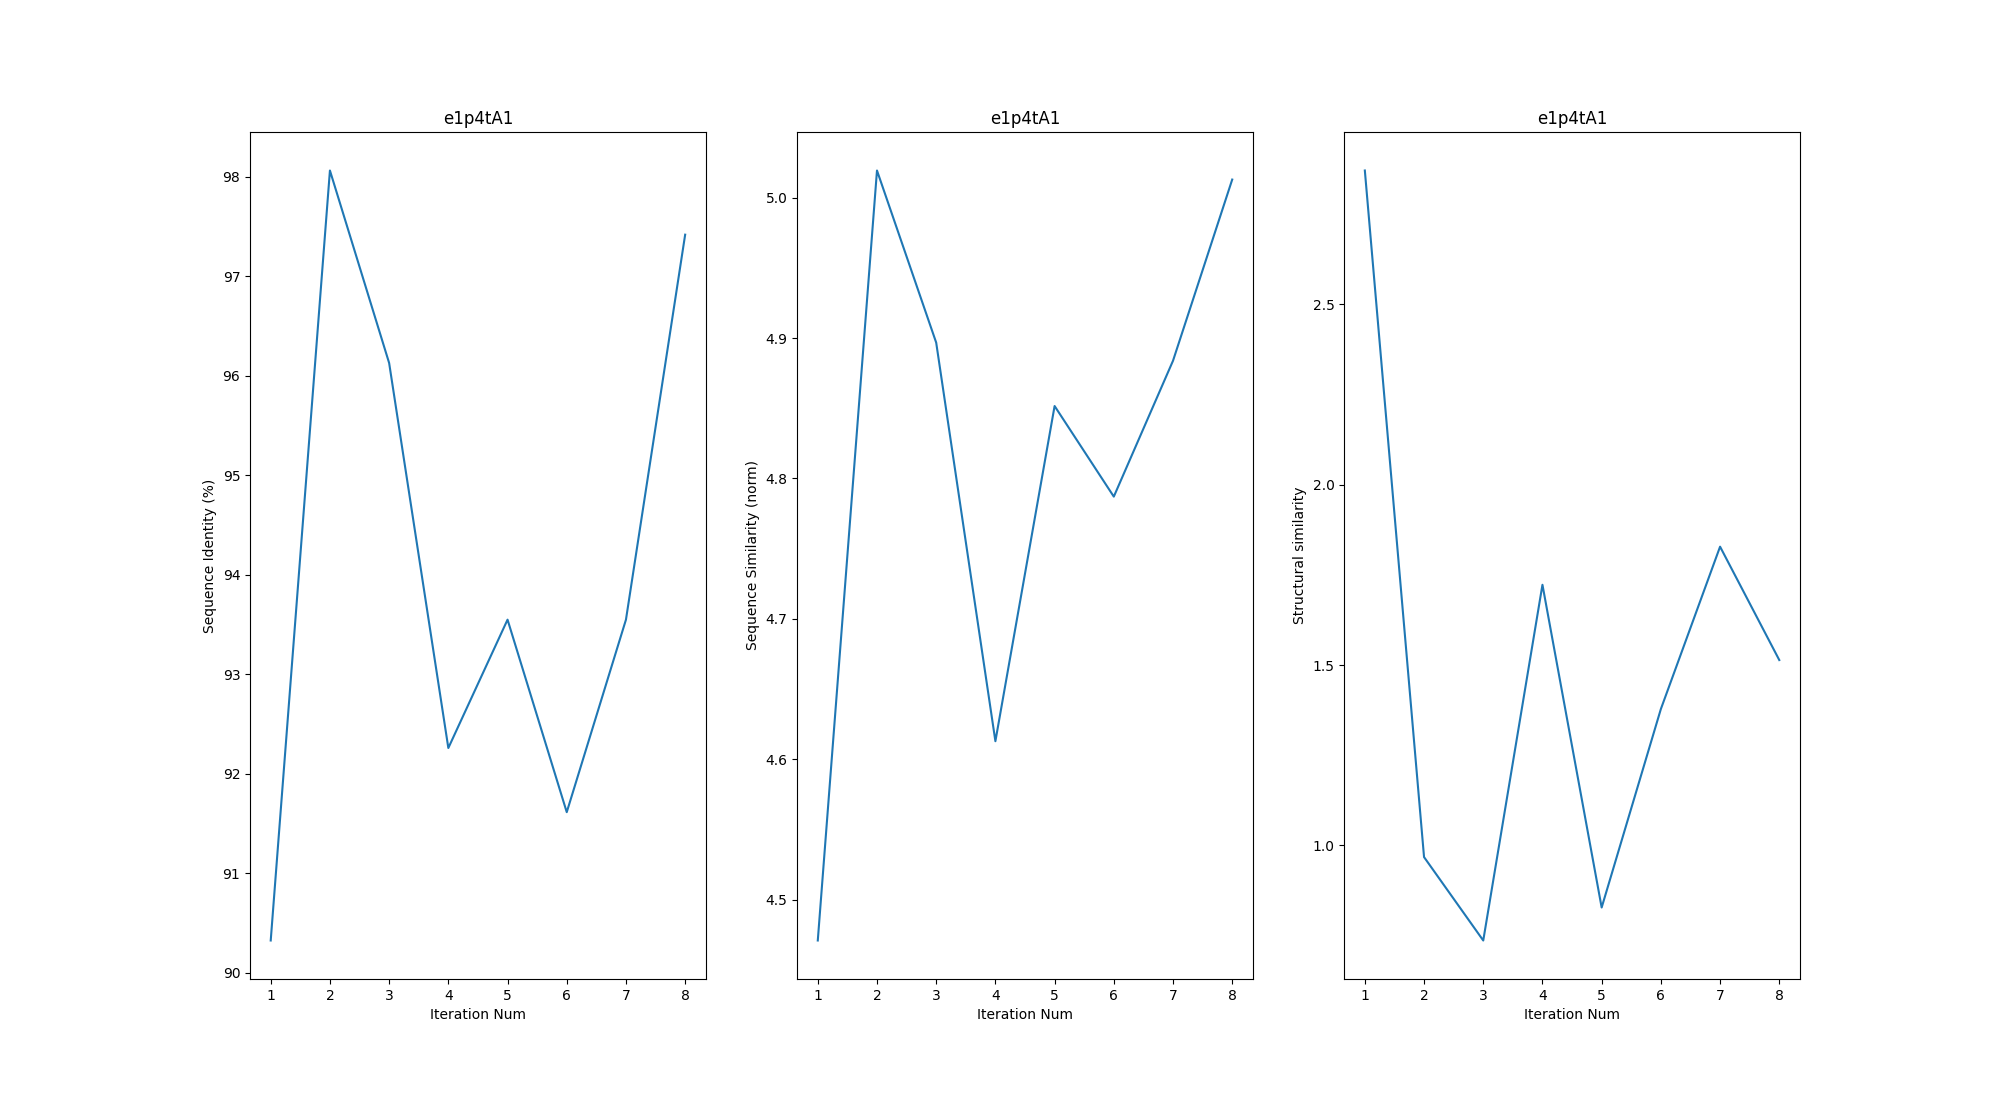 e1p4tA1
98
97
96
95
94
93
92
91
90
Sequence Identity (%)
1 2 3 4 5 6 7 8
Iteration Num
e1p4tA1
5.0
4.9
4.8
4.7
4.6
4.5
Sequence Similarity (norm)
1 2 3 4 5 6 7 8
Iteration Num
e1p4tA1
2.5
2.0
1.5
1.0
Structural similarity
1 2 3 4 5 6 7 8
Iteration Num